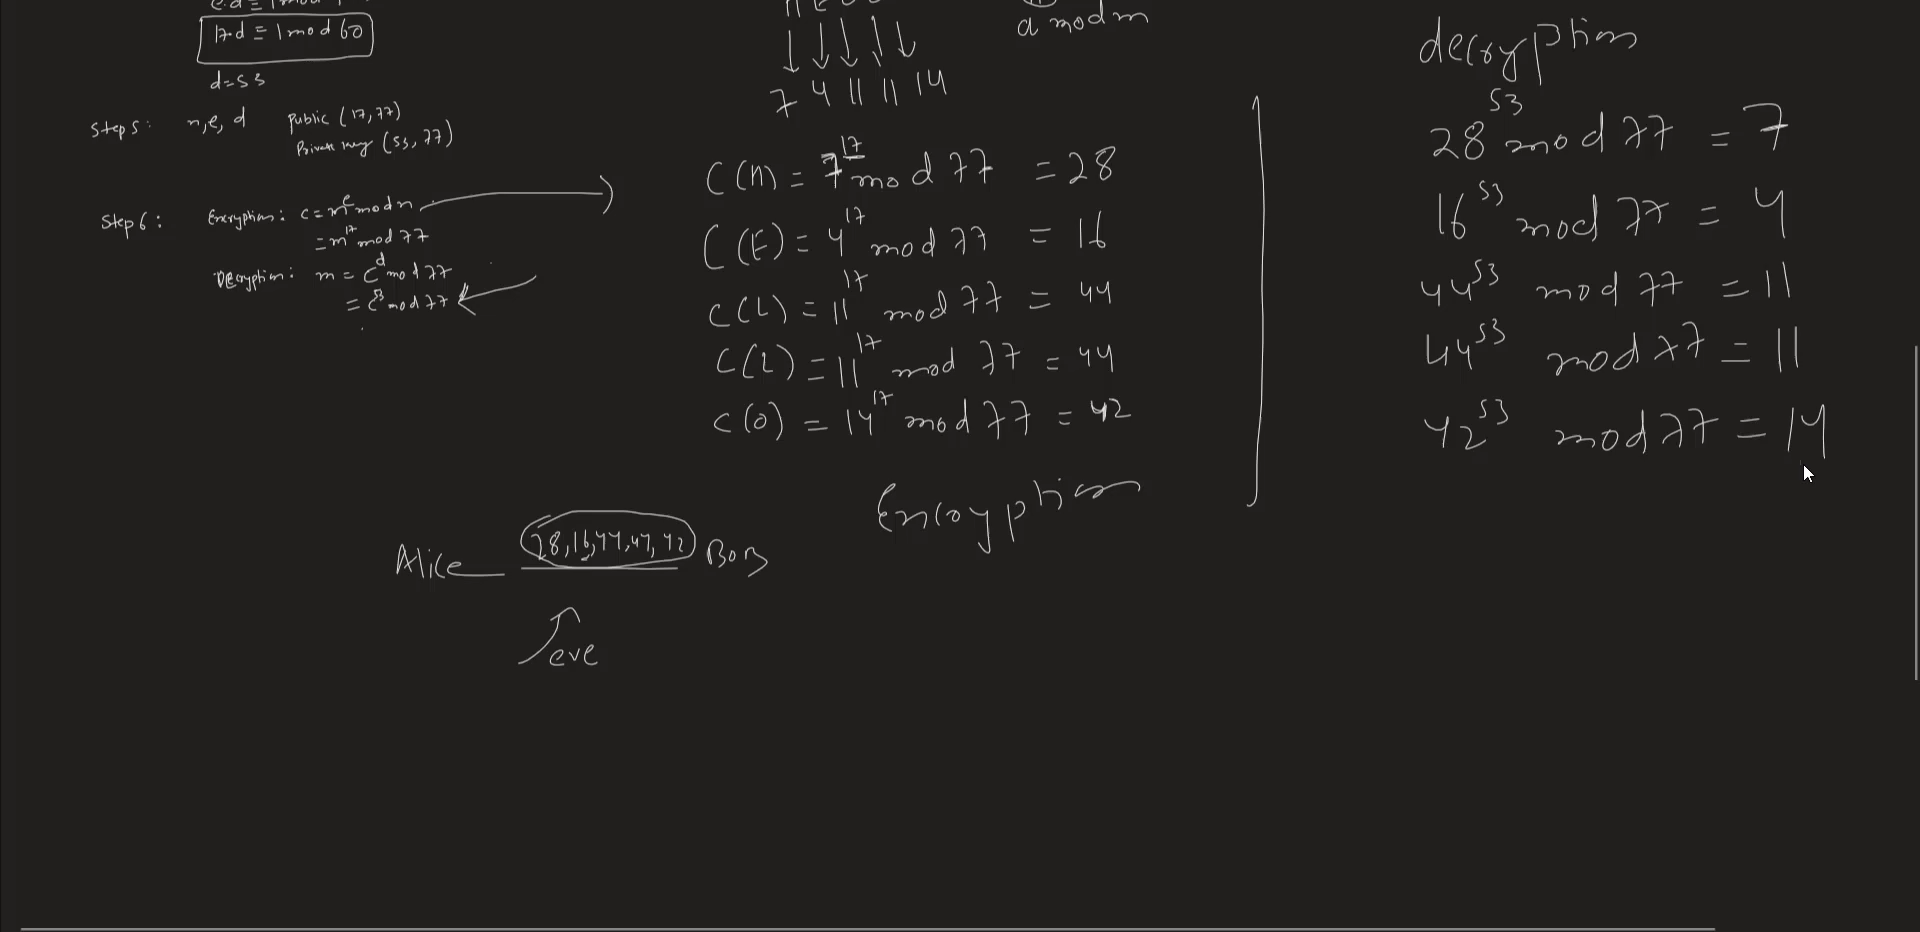 17·d ≡ 1 mod 60
d=53
Step 5: n, e, d Public (17, 77)
Private key (53, 77)
Step 6: Encryption: c = m^e mod n
= m^17 mod 77
Decryption: m = c^d mod 77
= c^53 mod 77
a mod m
7 4 11 11 14
C(H) = 7^17 mod 77 = 28
C(E) = 4^17 mod 77 = 16
C(L) = 11^17 mod 77 = 44
C(L) = 11^17 mod 77 = 44
C(O) = 14^17 mod 77 = 42
Encryption
Alice 28, 16, 44, 44, 42 Bob
eve
decryption
28^53 mod 77 = 7
16^53 mod 77 = 4
44^53 mod 77 = 11
44^53 mod 77 = 11
42^53 mod 77 = 14